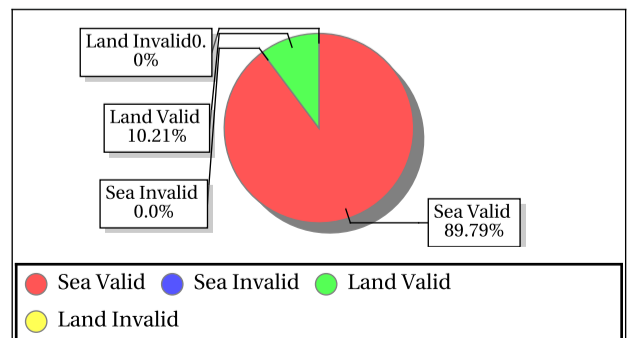 Land Invalid0.
0%
Land Valid
10.21%
Sea Invalid
0.0%
Sea Valid
89.79%
Sea Valid Sea Invalid Land Valid
Land Invalid